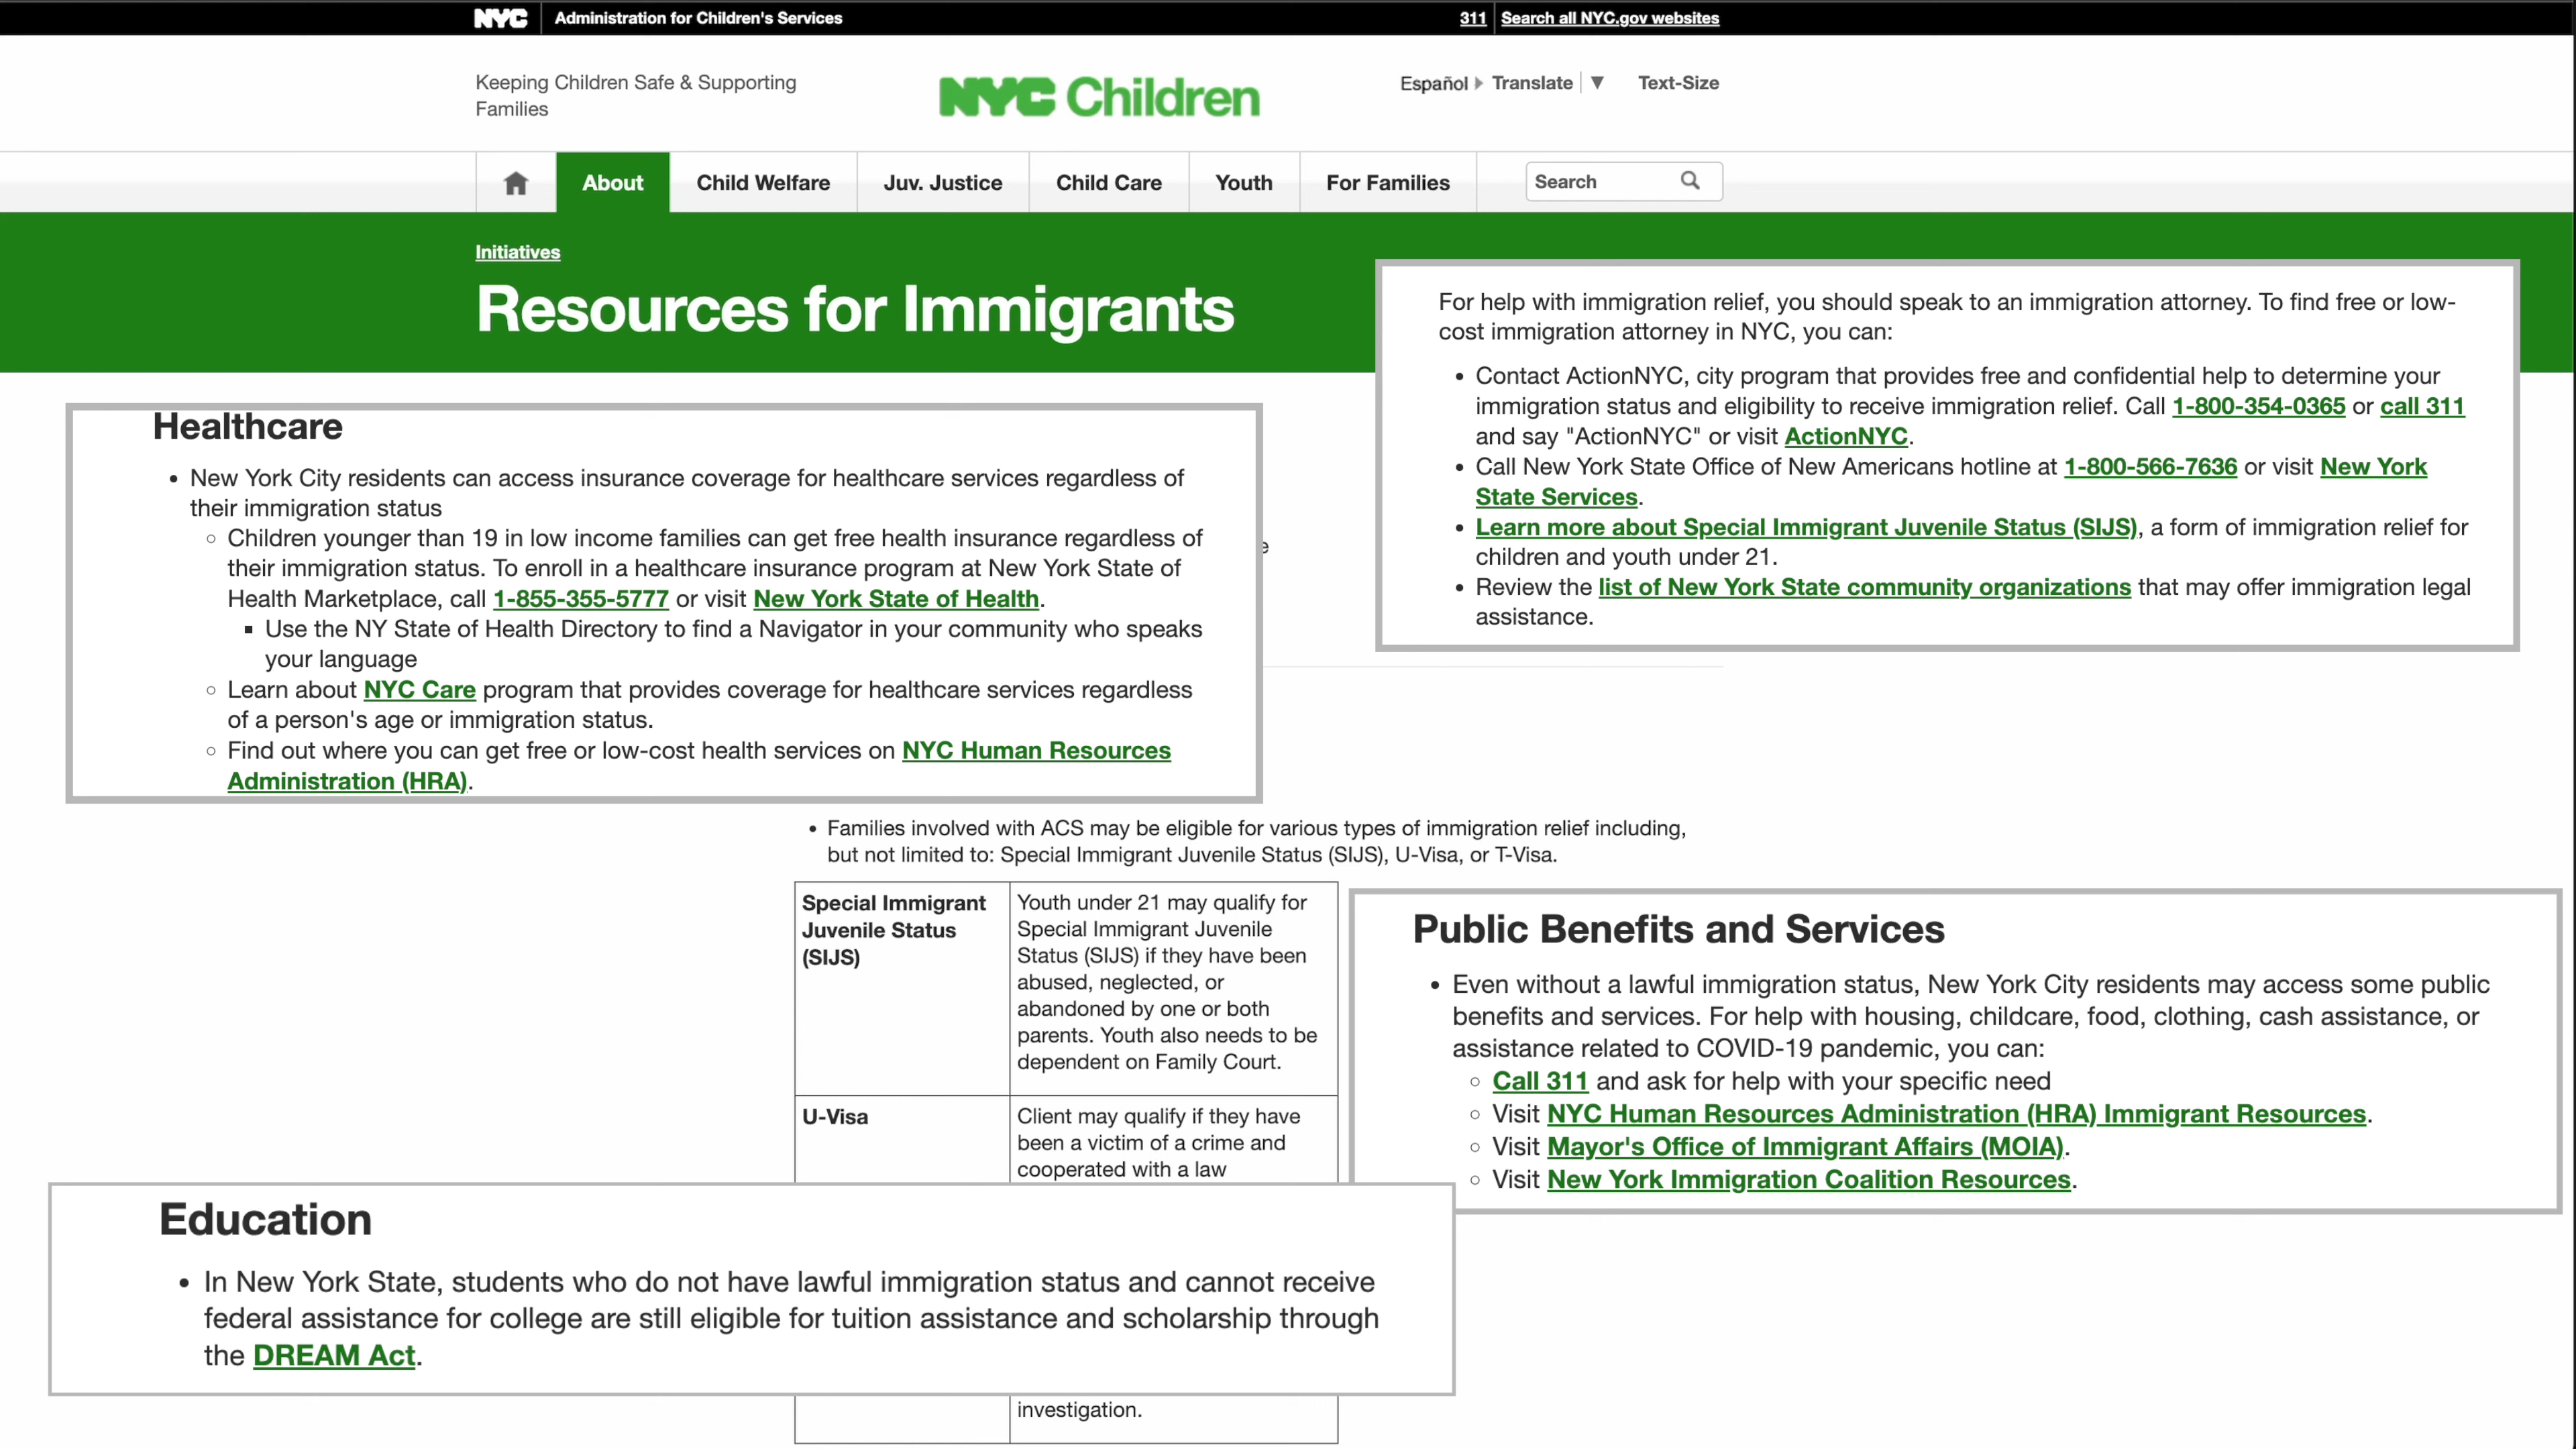 NYC Administration for Children's Services 311 Search all NYC.gov websites
Keeping Children Safe & Supporting
Families
NYC Children
Español Translate Text-Size
About Child Welfare Juv. Justice Child Care Youth For Families Search
Initiatives
Resources for Immigrants
For help with immigration relief, you should speak to an immigration attorney. To find free or low-
cost immigration attorney in NYC, you can:
• Contact ActionNYC, city program that provides free and confidential help to determine your
immigration status and eligibility to receive immigration relief. Call 1-800-354-0365 or call 311
and say "ActionNYC" or visit ActionNYC.
• Call New York State Office of New Americans hotline at 1-800-566-7636 or visit New York
State Services.
• Learn more about Special Immigrant Juvenile Status (SIJS), a form of immigration relief for
children and youth under 21.
• Review the list of New York State community organizations that may offer immigration legal
assistance.
Healthcare
• New York City residents can access insurance coverage for healthcare services regardless of
their immigration status
◦ Children younger than 19 in low income families can get free health insurance regardless of
their immigration status. To enroll in a healthcare insurance program at New York State of
Health Marketplace, call 1-855-355-5777 or visit New York State of Health.
▪ Use the NY State of Health Directory to find a Navigator in your community who speaks
your language
◦ Learn about NYC Care program that provides coverage for healthcare services regardless
of a person's age or immigration status.
◦ Find out where you can get free or low-cost health services on NYC Human Resources
Administration (HRA).
• Families involved with ACS may be eligible for various types of immigration relief including,
but not limited to: Special Immigrant Juvenile Status (SIJS), U-Visa, or T-Visa.
Special Immigrant
Juvenile Status
(SIJS)
Youth under 21 may qualify for
Special Immigrant Juvenile
Status (SIJS) if they have been
abused, neglected, or
abandoned by one or both
parents. Youth also needs to be
dependent on Family Court.
U-Visa
Client may qualify if they have
been a victim of a crime and
cooperated with a law
investigation.
Public Benefits and Services
• Even without a lawful immigration status, New York City residents may access some public
benefits and services. For help with housing, childcare, food, clothing, cash assistance, or
assistance related to COVID-19 pandemic, you can:
◦ Call 311 and ask for help with your specific need
◦ Visit NYC Human Resources Administration (HRA) Immigrant Resources.
◦ Visit Mayor's Office of Immigrant Affairs (MOIA).
◦ Visit New York Immigration Coalition Resources.
Education
• In New York State, students who do not have lawful immigration status and cannot receive
federal assistance for college are still eligible for tuition assistance and scholarship through
the DREAM Act.